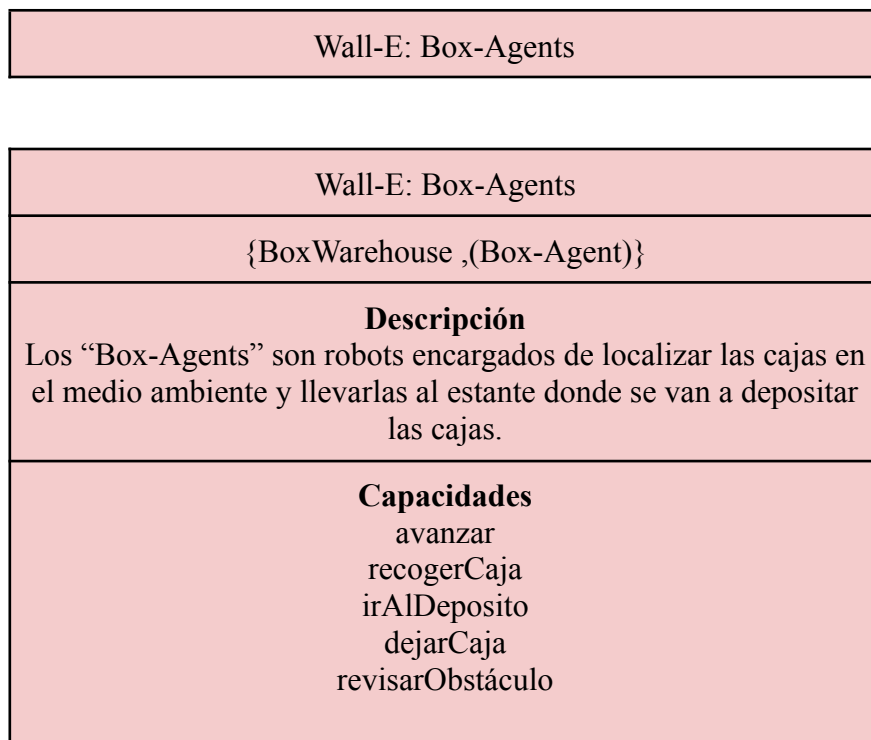 Wall-E: Box-Agents
Wall-E: Box-Agents
{BoxWarehouse ,(Box-Agent)}
Descripción
Los “Box-Agents” son robots encargados de localizar las cajas en
el medio ambiente y llevarlas al estante donde se van a depositar
las cajas.
Capacidades
avanzar
recogerCaja
irAlDeposito
dejarCaja
revisarObstáculo